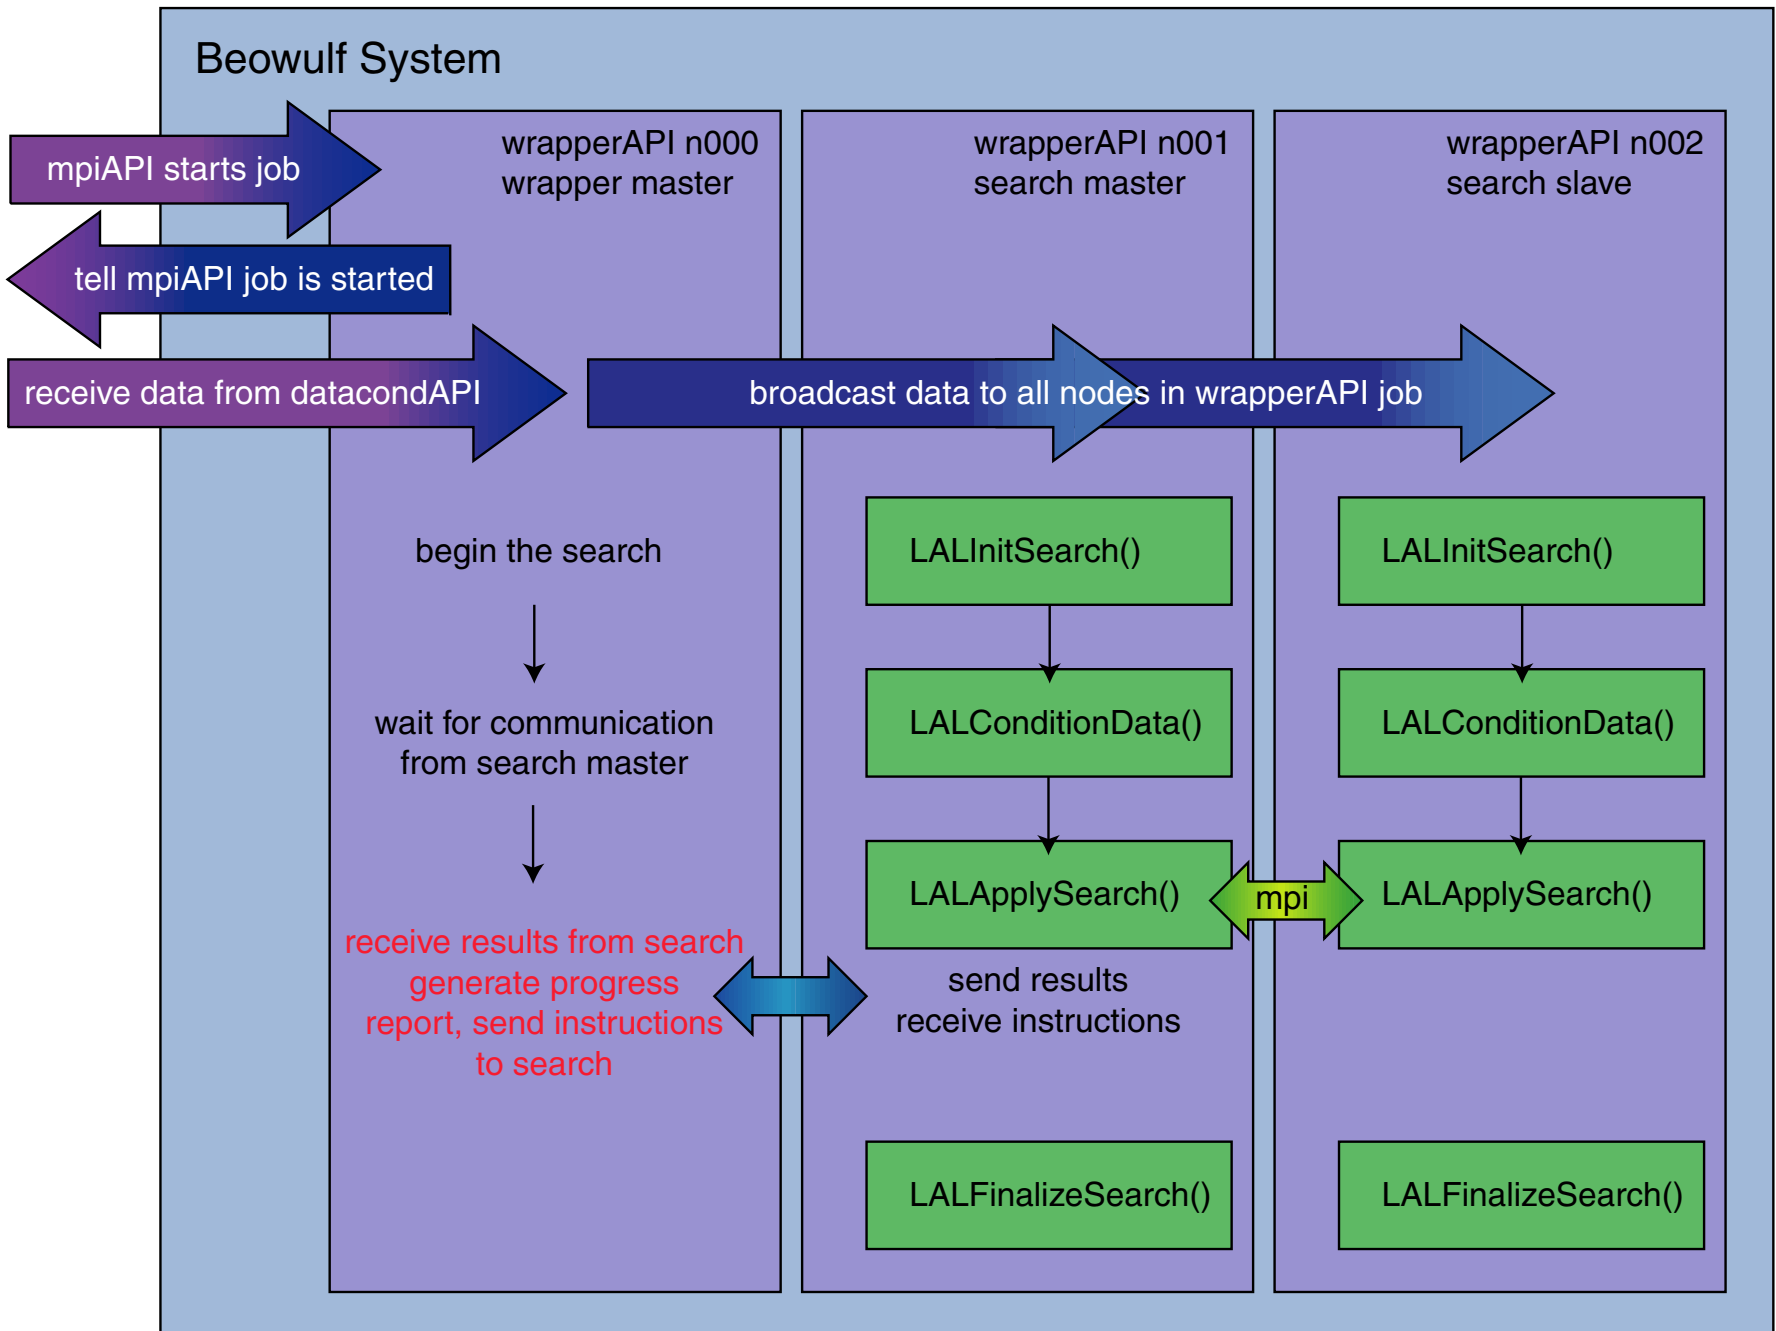 Beowulf System
mpiAPI starts job
tell mpiAPI job is started
receive data from datacondAPI
broadcast data to all nodes in wrapperAPI job
wrapperAPI n000
wrapper master
begin the search
wait for communication
from search master
receive results from search
generate progress
report, send instructions
to search
wrapperAPI n001
search master
LALInitSearch()
LALConditionData()
LALApplySearch()
mpi
send results
receive instructions
LALFinalizeSearch()
wrapperAPI n002
search slave
LALInitSearch()
LALConditionData()
LALApplySearch()
LALFinalizeSearch()